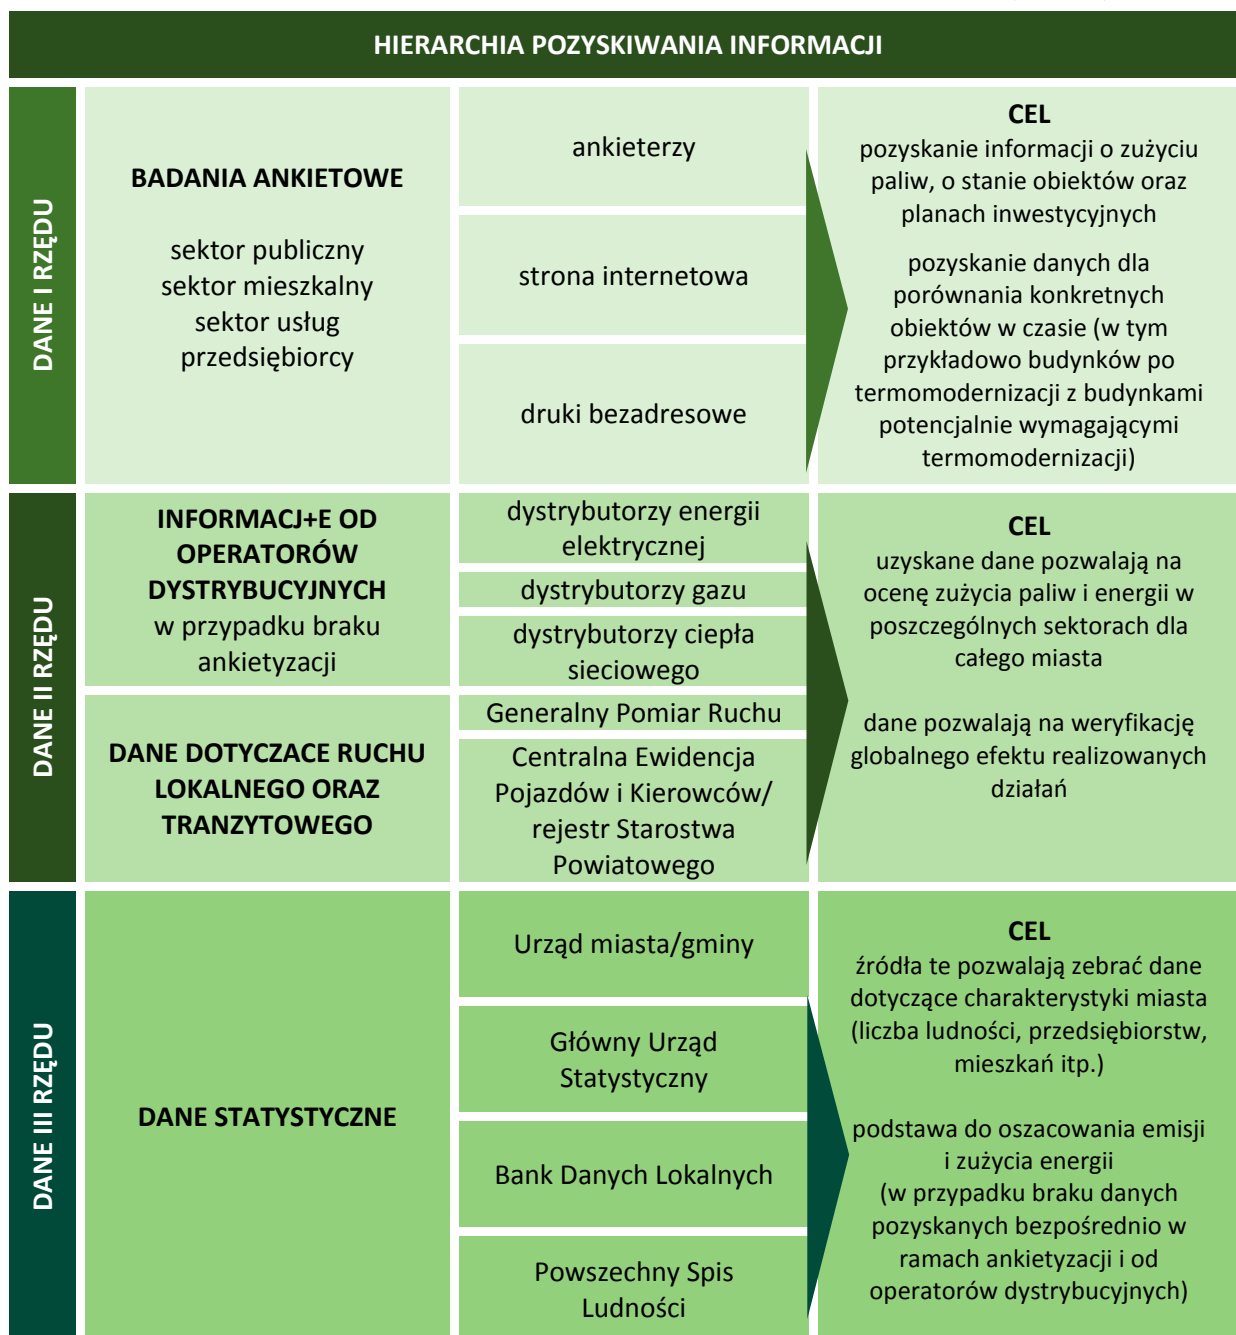 HIERARCHIA POZYSKIWANIA INFORMACJI
DANE I RZĘDU
BADANIA ANKIETOWE
sektor publiczny
sektor mieszkalny
sektor usług
przedsiębiorcy
ankieterzy
strona internetowa
druki bezadresowe
CEL
pozyskanie informacji o zużyciu
paliw, o stanie obiektów oraz
planach inwestycyjnych
pozyskanie danych dla
porównania konkretnych
obiektów w czasie (w tym
przykładowo budynków po
termomodernizacji z budynkami
potencjalnie wymagającymi
termomodernizacji)
DANE II RZĘDU
INFORMACJ+E OD
OPERATORÓW
DYSTRYBUCYJNYCH
w przypadku braku
ankietyzacji
dystrybutorzy energii
elektrycznej
dystrybutorzy gazu
dystrybutorzy ciepła
sieciowego
DANE DOTYCZACE RUCHU
LOKALNEGO ORAZ
TRANZYTOWEGO
Generalny Pomiar Ruchu
Centralna Ewidencja
Pojazdów i Kierowców/
rejestr Starostwa
Powiatowego
CEL
uzyskane dane pozwalają na
ocenę zużycia paliw i energii w
poszczególnych sektorach dla
całego miasta
dane pozwalają na weryfikację
globalnego efektu realizowanych
działań
DANE III RZĘDU
DANE STATYSTYCZNE
Urząd miasta/gminy
Główny Urząd
Statystyczny
Bank Danych Lokalnych
Powszechny Spis
Ludności
CEL
źródła te pozwalają zebrać dane
dotyczące charakterystyki miasta
(liczba ludności, przedsiębiorstw,
mieszkań itp.)
podstawa do oszacowania emisji
i zużycia energii
(w przypadku braku danych
pozyskanych bezpośrednio w
ramach ankietyzacji i od
operatorów dystrybucyjnych)